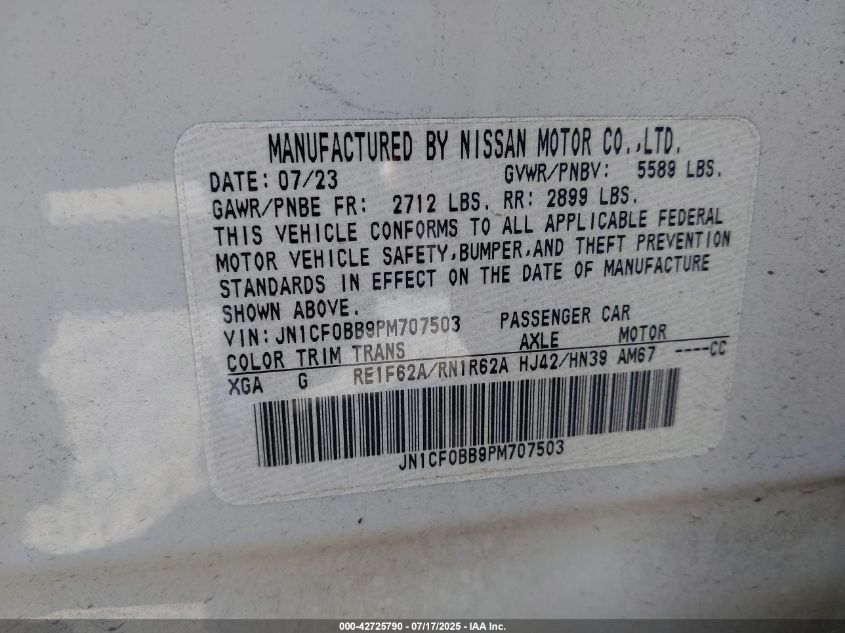 MANUFACTURED BY NISSAN MOTOR CO.,LTD.
DATE: 07/23 GVWR/PNBV: 5589 LBS.
GAWR/PNBE FR: 2712 LBS. RR: 2899 LBS.
THIS VEHICLE CONFORMS TO ALL APPLICABLE FEDERAL
MOTOR VEHICLE SAFETY,BUMPER,AND THEFT PREVENTION
STANDARDS IN EFFECT ON THE DATE OF MANUFACTURE
SHOWN ABOVE.
VIN: JN1CF0BB9PM707503 PASSENGER CAR
COLOR TRIM TRANS AXLE MOTOR
XGA G RE1F62A/RN1R62A HJ42/HN39 AM67 ----CC
JN1CF0BB9PM707503
000-42725790 - 07/17/2025 - IAA Inc.